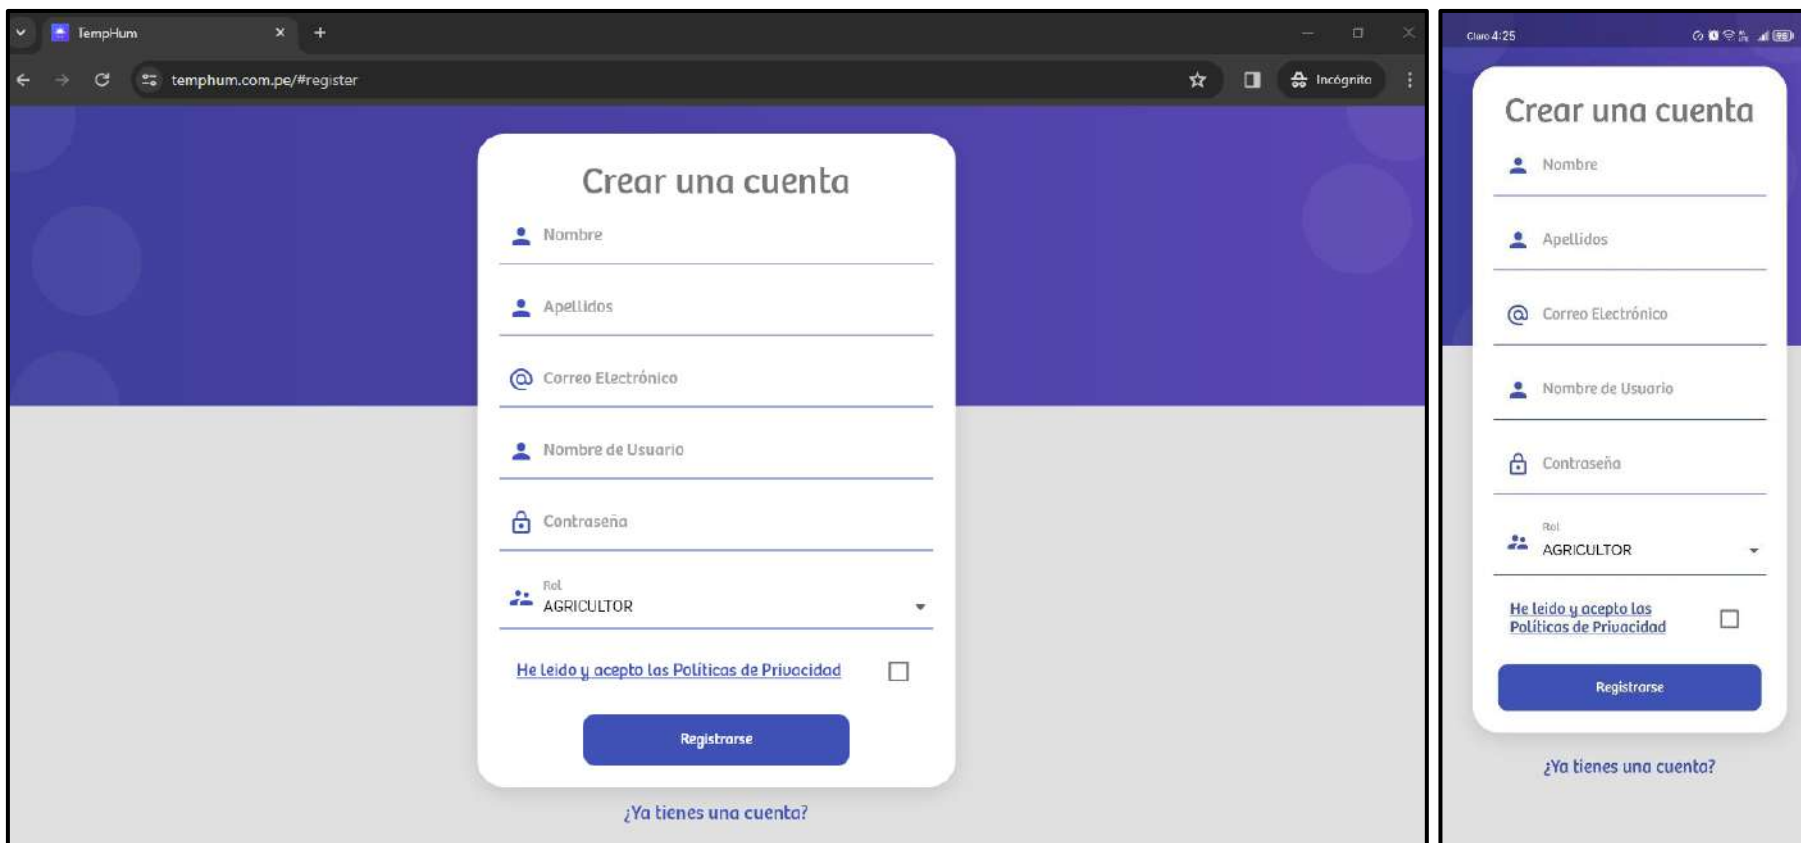 TempHum
temphum.com.pe/#register
Incógnito
Crear una cuenta
Nombre
Apellidos
Correo Electrónico
Nombre de Usuario
Contraseña
Rol
AGRICULTOR
He leido y acepto las Políticas de Privacidad
Registrarse
¿Ya tienes una cuenta?
Claro 4:25
Crear una cuenta
Nombre
Apellidos
Correo Electrónico
Nombre de Usuario
Contraseña
Rol
AGRICULTOR
He leido y acepto las
Políticas de Privacidad
Registrarse
¿Ya tienes una cuenta?